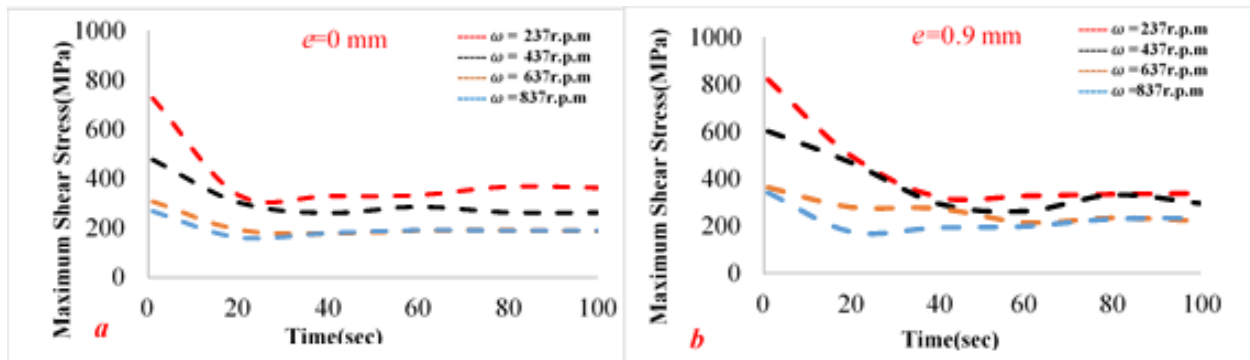 1000
800
600
400
200
0
Maximum Shear Stress(MPa)
e=0 mm
ω = 237r.p.m
ω = 437r.p.m
ω = 637r.p.m
ω =837r.p.m
0 20 40 60 80 100
Time(sec)
a
1000
800
600
400
200
0
Maximum Shear Stress(MPa)
e=0.9 mm
ω =237r.p.m
ω =437r.p.m
ω =637r.p.m
ω =837r.p.m
0 20 40 60 80 100
Time(sec)
b